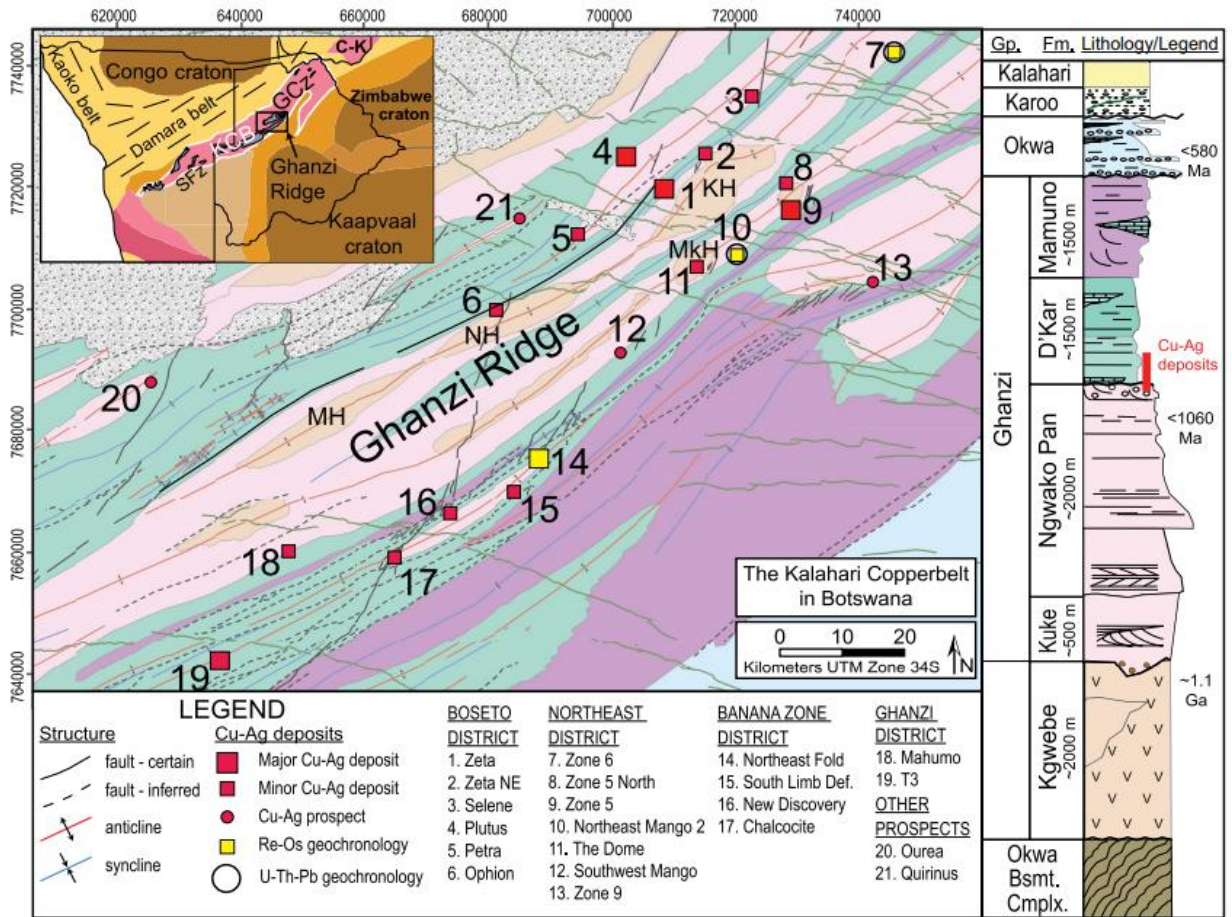 620000 640000 660000 680000 700000 720000 740000
7740000
7720000
7700000
7680000
7660000
7640000
Kaoko belt
Congo craton
C-K
Damara belt
GCz
Zimbabwe
craton
KCB
SFz
Ghanzi
Ridge
Kaapvaal
craton
7
3
4
2
KH
1
8
9
21
5
10
MkH
11
13
6
NH
12
20
MH
Ghanzi Ridge
14
16
15
18
17
19
The Kalahari Copperbelt
in Botswana
0 10 20
Kilometers UTM Zone 34S
N
LEGEND
Structure
fault - certain
fault - inferred
anticline
syncline
Cu-Ag deposits
Major Cu-Ag deposit
Minor Cu-Ag deposit
Cu-Ag prospect
Re-Os geochronology
U-Th-Pb geochronology
BOSETO
DISTRICT
1. Zeta
2. Zeta NE
3. Selene
4. Plutus
5. Petra
6. Ophion
NORTHEAST
DISTRICT
7. Zone 6
8. Zone 5 North
9. Zone 5
10. Northeast Mango 2
11. The Dome
12. Southwest Mango
13. Zone 9
BANANA ZONE
DISTRICT
14. Northeast Fold
15. South Limb Def.
16. New Discovery
17. Chalcocite
GHANZI
DISTRICT
18. Mahumo
19. T3
OTHER
PROSPECTS
20. Ourea
21. Quirinus
Gp. Fm. Lithology/Legend
Kalahari
Karoo
Okwa
<580
Ma
Ghanzi
Mamuno
~1500 m
D'Kar
~1500 m
Cu-Ag
deposits
Ngwako Pan
~2000 m
<1060
Ma
Kuke
~500 m
Kgwebe
~2000 m
~1.1
Ga
Okwa
Bsmt.
Cmplx.